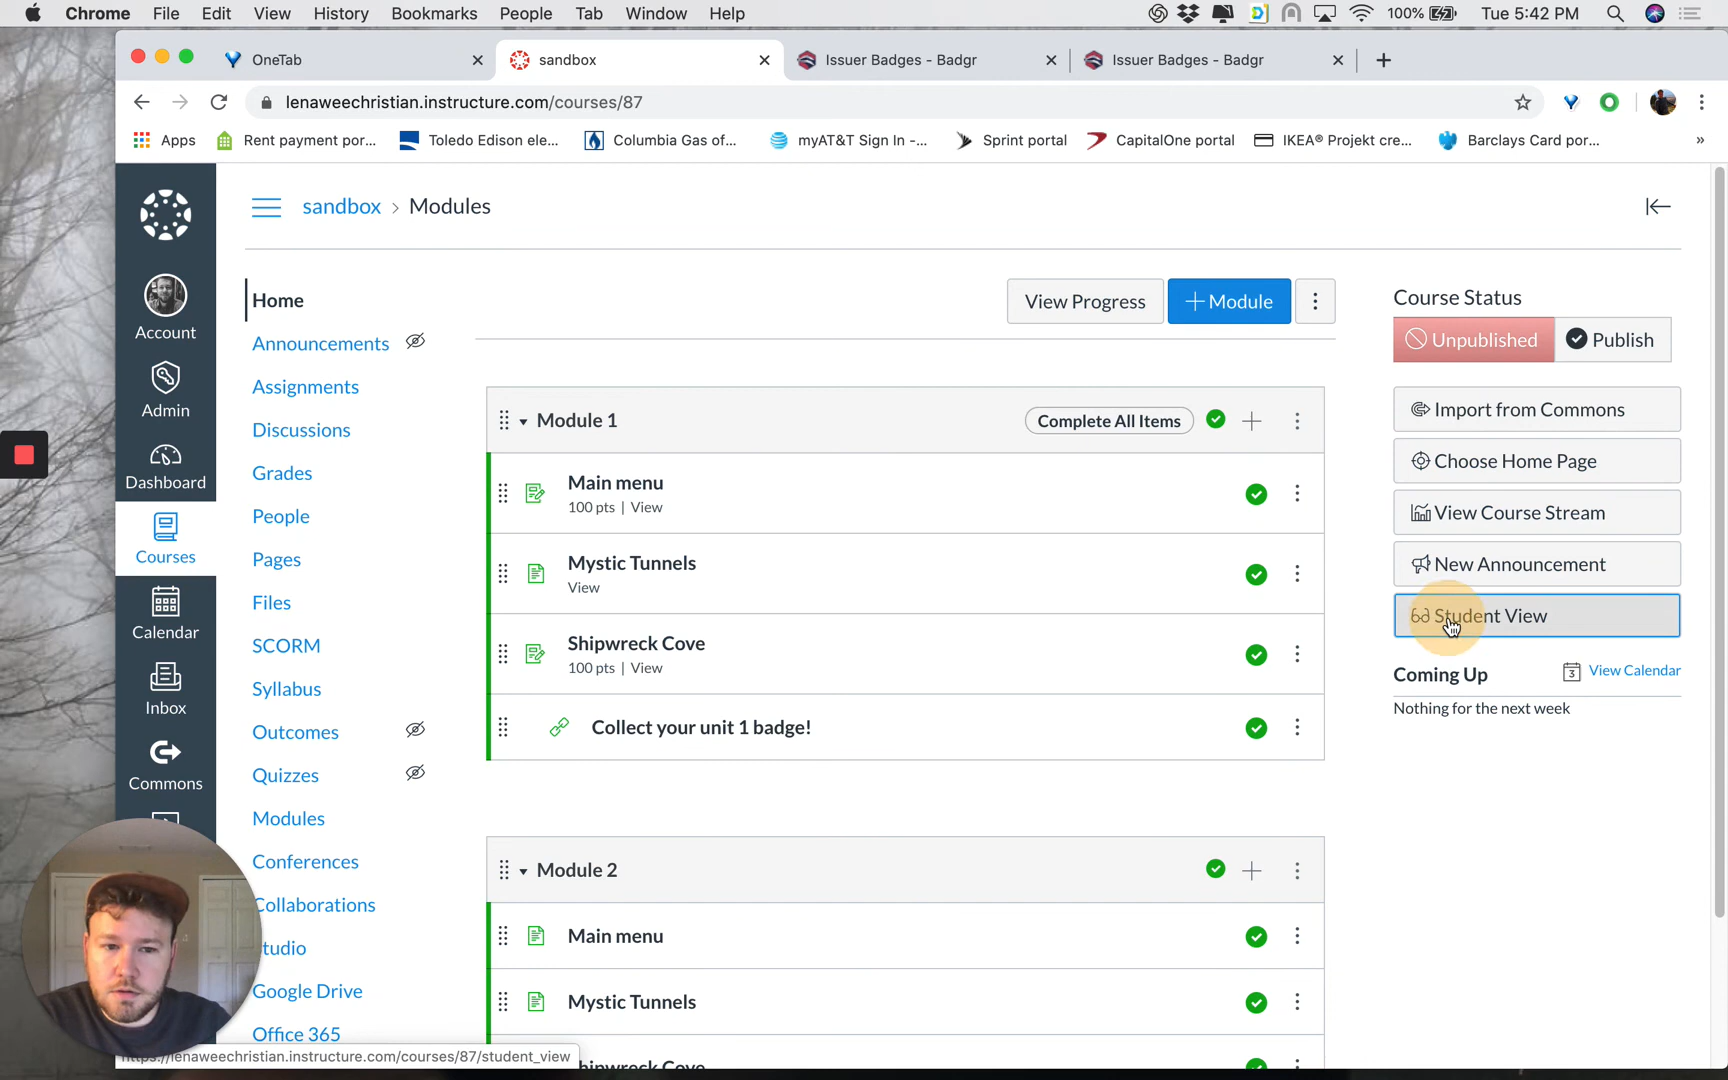 Chrome File Edit View History Bookmarks People Tab Window Help 100% Tue 5:42 PM
OneTab sandbox Issuer Badges - Badgr Issuer Badges - Badgr
lenaweechristian.instructure.com/courses/87
Apps Rent payment por... Toledo Edison ele... Columbia Gas of... myAT&T Sign In -... Sprint portal CapitalOne portal IKEA® Projekt cre... Barclays Card por... »
sandbox > Modules
Account
Admin
Dashboard
Courses
Calendar
Inbox
Commons
Home
Announcements
Assignments
Discussions
Grades
People
Pages
Files
SCORM
Syllabus
Outcomes
Quizzes
Modules
Conferences
Collaborations
tudio
Google Drive
Office 365
View Progress + Module
Module 1 Complete All Items
Main menu
100 pts | View
Mystic Tunnels
View
Shipwreck Cove
100 pts | View
Collect your unit 1 badge!
Module 2
Main menu
Mystic Tunnels
Shipwreck Cove
Course Status
Unpublished Publish
Import from Commons
Choose Home Page
View Course Stream
New Announcement
Student View
Coming Up 3 View Calendar
Nothing for the next week
https://lenaweechristian.instructure.com/courses/87/student_view